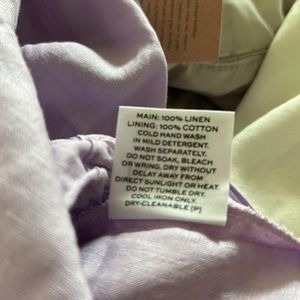 MAIN: 100% LINEN
LINING: 100% COTTON
COLD HAND WASH
IN MILD DETERGENT.
WASH SEPARATELY.
DO NOT SOAK, BLEACH
OR WRING. DRY WITHOUT
DELAY AWAY FROM
DIRECT SUNLIGHT OR HEAT.
DO NOT TUMBLE DRY.
COOL IRON ONLY.
DRY-CLEANABLE [P]